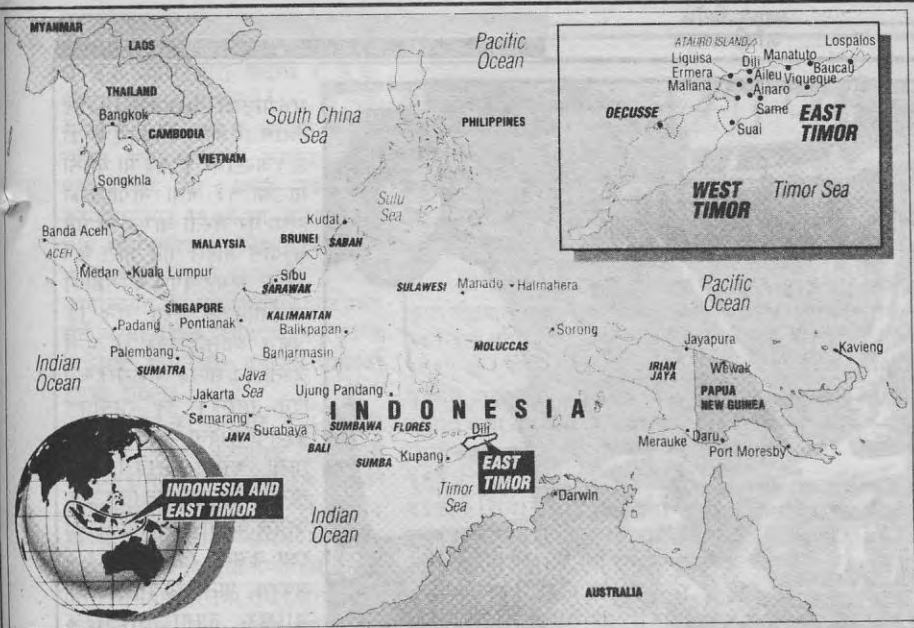 MYANMAR
LAOS
THAILAND
Bangkok
CAMBODIA
VIETNAM
Songkhla
South China
Sea
Pacific
Ocean
PHILIPPINES
Sulu
Sea
Banda Aceh
ACEH
Medan
Kuala Lumpur
MALAYSIA
BRUNEI
SABAH
Kudat
Sibu
SARAWAK
SINGAPORE
Padang
Pontianak
KALIMANTAN
Balikpapan
SULAWESI
Manado
Halmahera
Pacific
Ocean
Sorong
Jayapura
Kavieng
Indian
Ocean
Palembang
SUMATRA
Banjarmasin
MOLUCCAS
IRIAN
JAYA
Wewak
PAPUA
NEW GUINEA
Java
Sea
Jakarta
Semarang
JAVA
Surabaya
Ujung Pandang
INDONESIA
BALI
SUMBAWA
FLORES
Dili
SUMBA
Kupang
EAST
TIMOR
Merauke
Daru
Port Moresby
Timor
Sea
Darwin
Indian
Ocean
AUSTRALIA
INDONESIA AND
EAST TIMOR
ATAURO ISLAND
Lospalos
Liquisa
Dili
Manatuto
Ermera
Aileu
Baucau
Maliana
Viqueque
Ainaro
Same
OECUSSE
Suai
EAST
TIMOR
WEST
TIMOR
Timor Sea